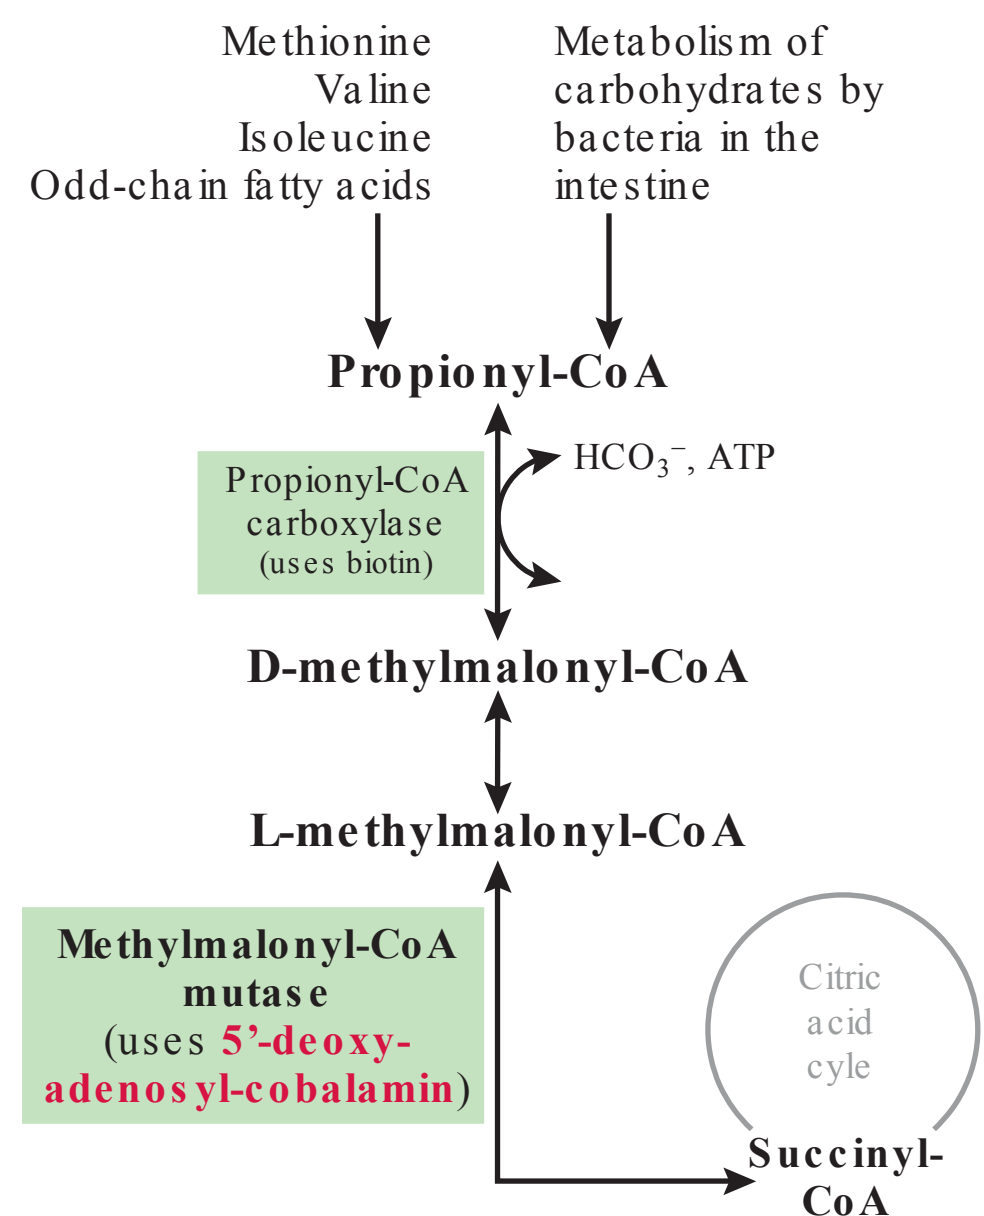 Methionine
Valine
Isoleucine
Odd-chain fatty acids
Metabolism of
carbohydrates by
bacteria in the
intestine
Propionyl-CoA
HCO₃⁻, ATP
Propionyl-CoA
carboxylase
(uses biotin)
D-methylmalonyl-CoA
L-methylmalonyl-CoA
Methylmalonyl-CoA
mutase
(uses 5’-deoxy-
adenosyl-cobalamin)
Citric
acid
cyle
Succinyl-
CoA